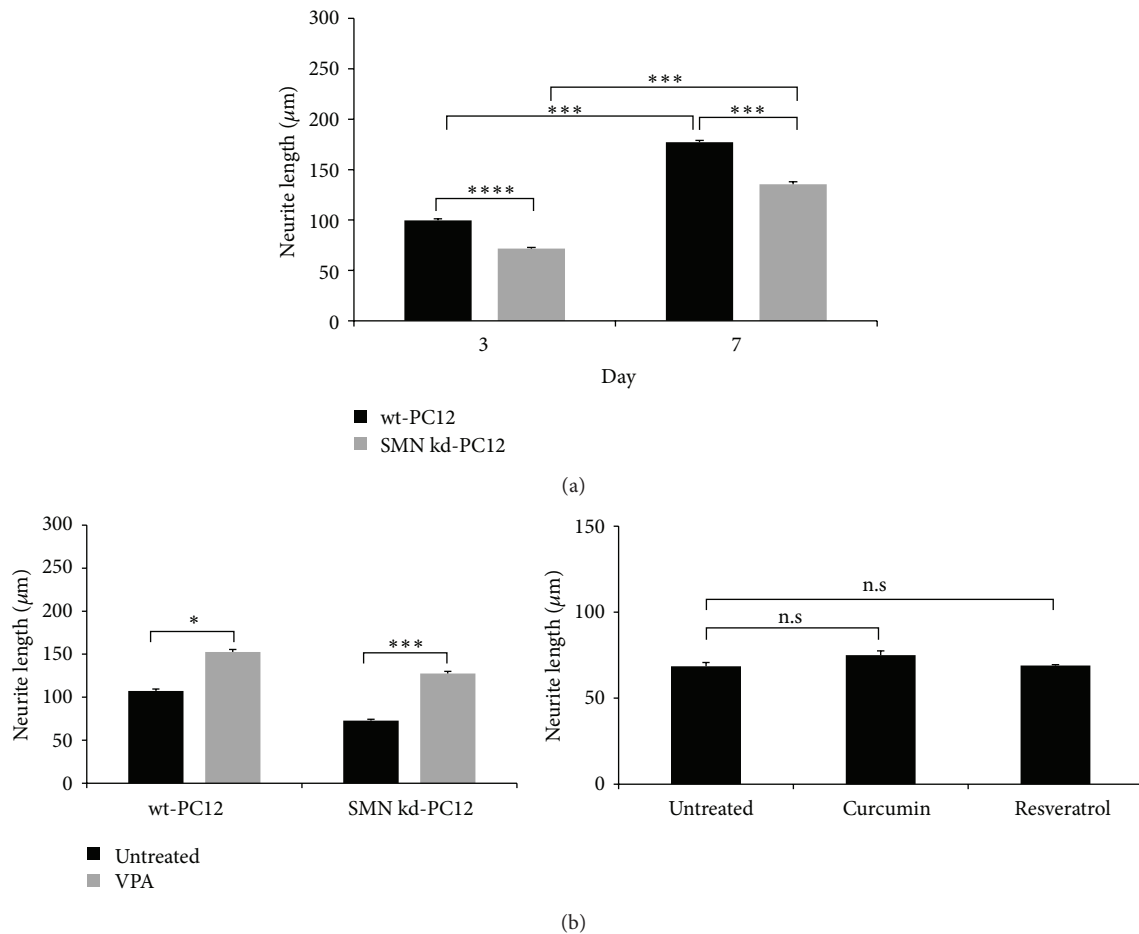 300
250
200
150
100
50
0
Neurite length (μm)
***
***
***
****
3
7
Day
wt-PC12
SMN kd-PC12
(a)
300
250
200
150
100
50
0
Neurite length (μm)
*
***
wt-PC12
SMN kd-PC12
Untreated
VPA
150
100
50
0
Neurite length (μm)
n.s
n.s
Untreated
Curcumin
Resveratrol
(b)